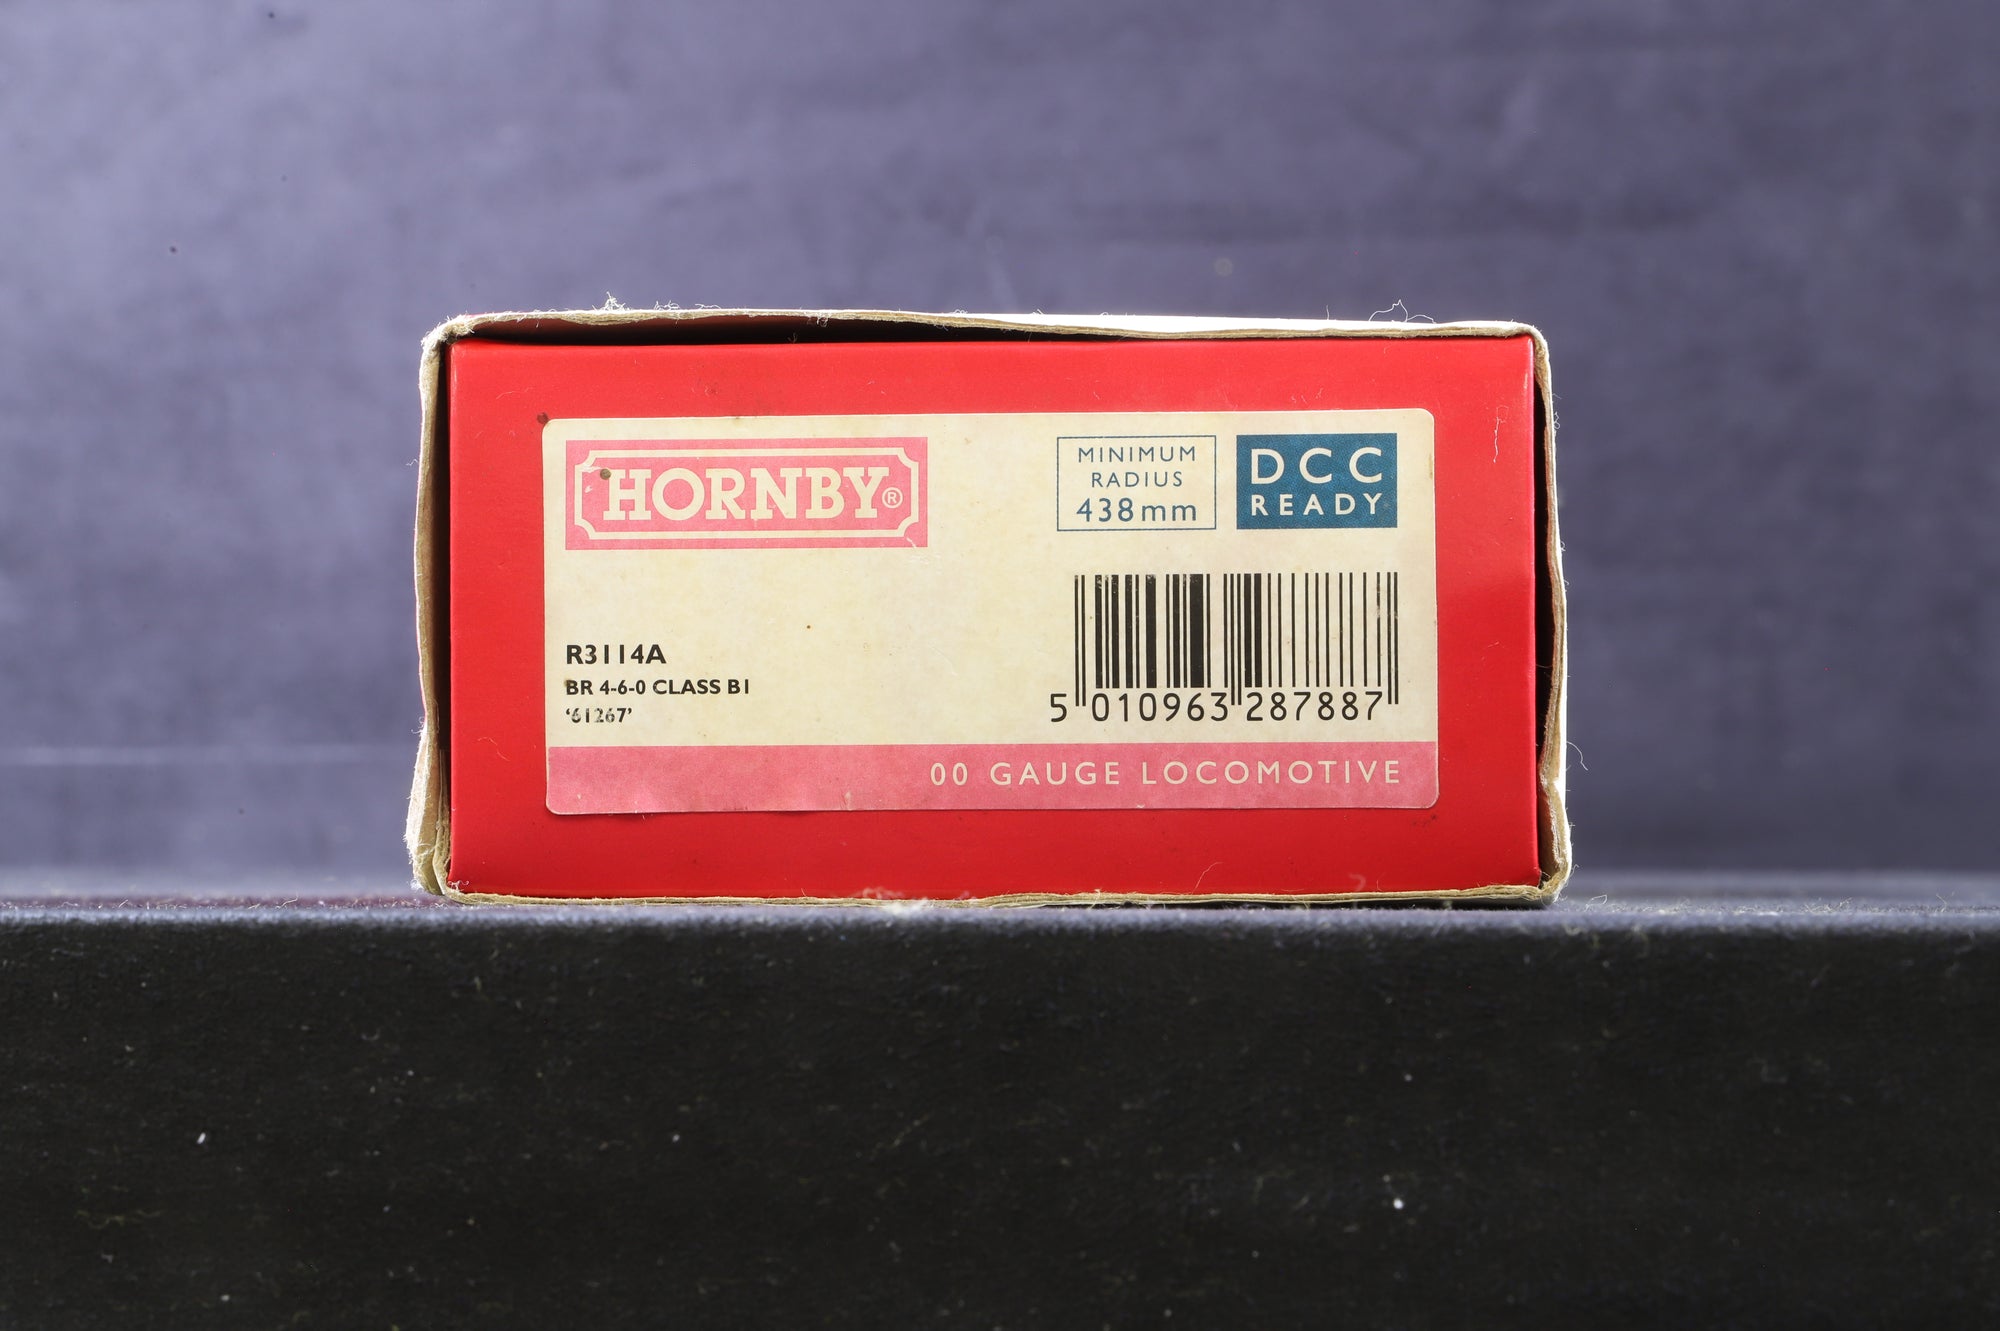 HORNBY®
MINIMUM
RADIUS
438mm
DCC
READY
R3114A
BR 4-6-0 CLASS B1
‘61267’
5 010963 287887
00 GAUGE LOCOMOTIVE